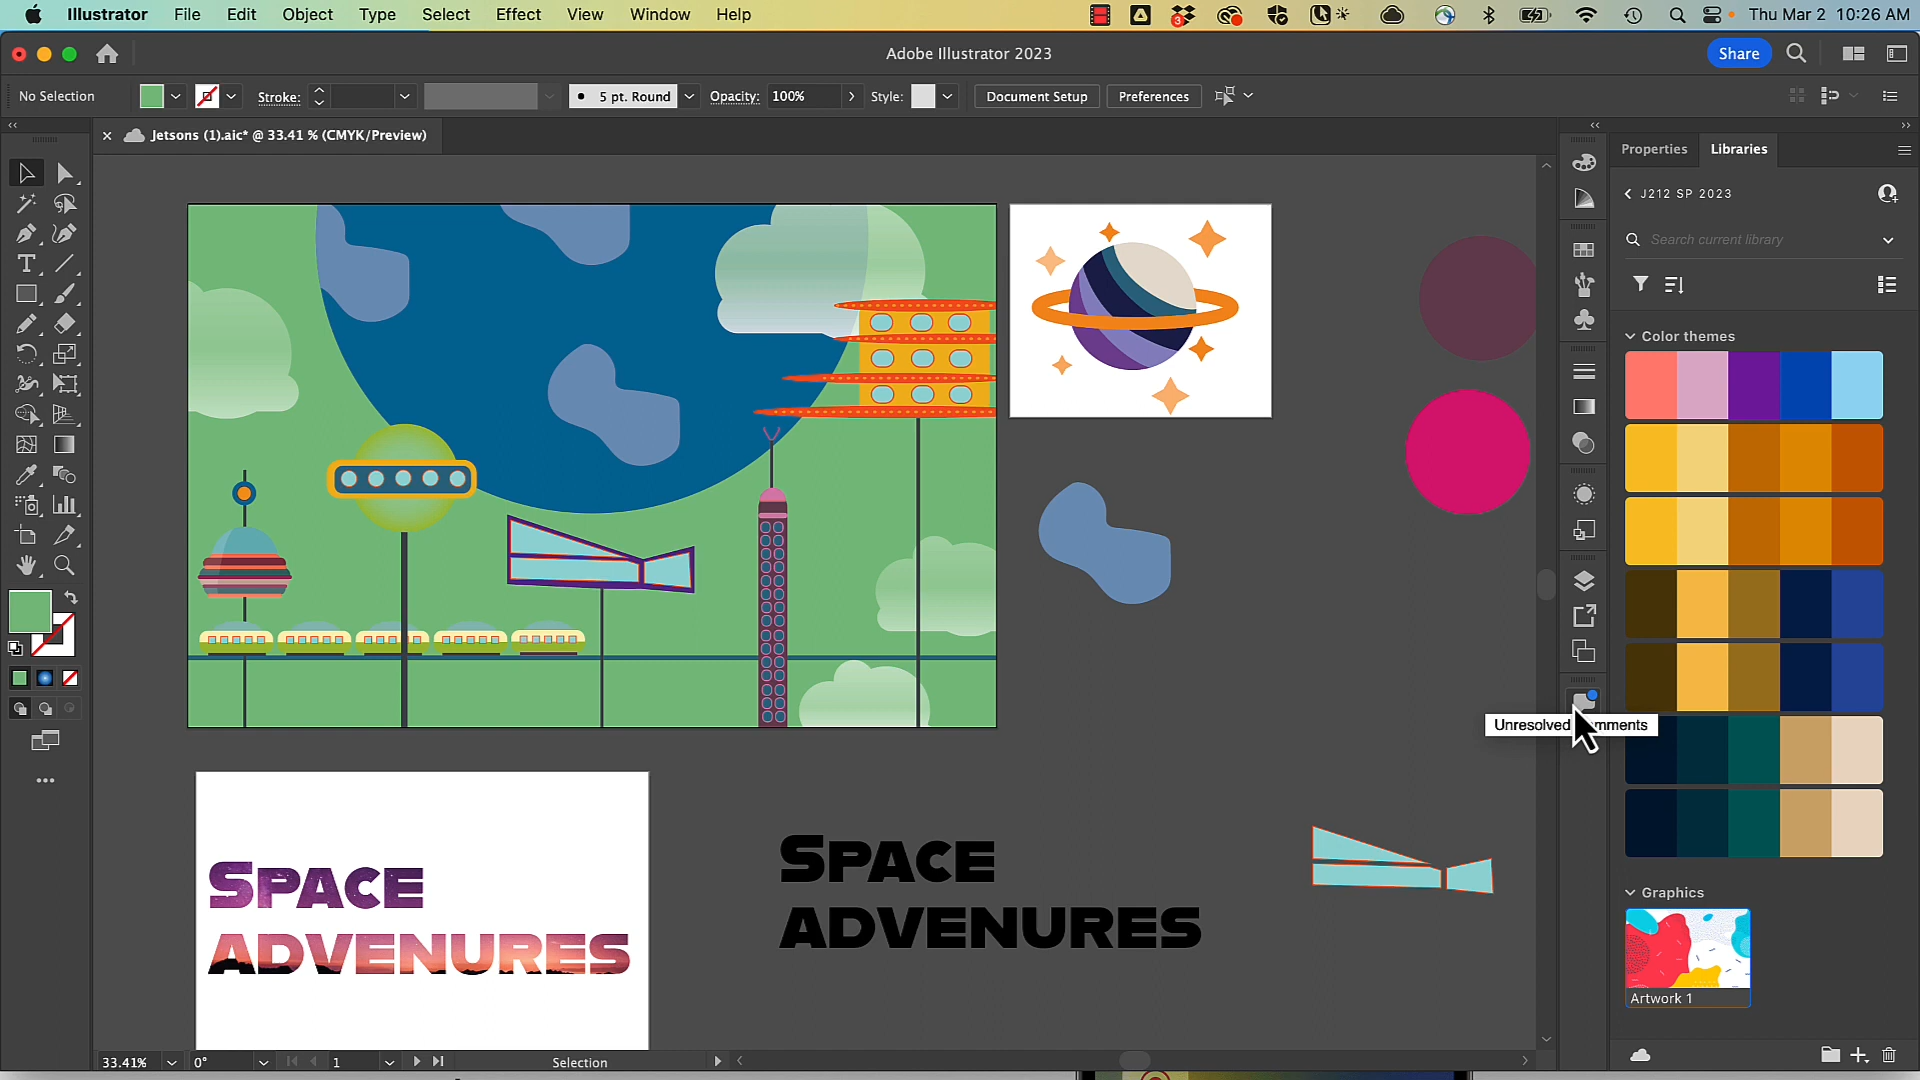 Illustrator File Edit Object Type Select Effect View Window Help
3
Thu Mar 2 10:26 AM
Adobe Illustrator 2023
Share
No Selection
Stroke:
5 pt. Round
Opacity: 100%
Style:
Document Setup
Preferences
Jetsons (1).aic* @ 33.41 % (CMYK/Preview)
Properties
Libraries
J212 SP 2023
Search current library
Color themes
Unresolved
mments
SPACE
ADVENURES
SPACE
ADVENURES
Graphics
Artwork 1
33.41%
0°
1
Selection